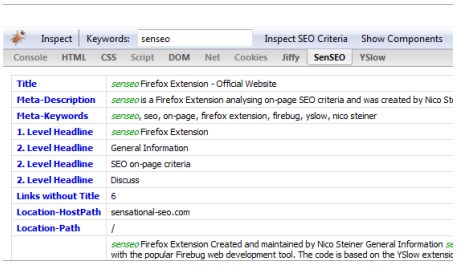 Inspect Keywords: senseo Inspect SEO Criteria Show Components
Console HTML CSS Script DOM Net Cookies Jiffy SenSEO YSlow
Title senseo Firefox Extension - Official Website
Meta-Description senseo is a Firefox Extension analysing on-page SEO criteria and was created by Nico St
Meta-Keywords senseo, seo, on-page, firefox extension, firebug, yslow, nico steiner
1. Level Headline senseo Firefox Extension
2. Level Headline General Information
2. Level Headline SEO on-page criteria
2. Level Headline Discuss
Links without Title 6
Location-HostPath sensational-seo.com
Location-Path /
senseo Firefox Extension Created and maintained by Nico Steiner General Information se
with the popular Firebug web development tool. The code is based on the YSlow extensio